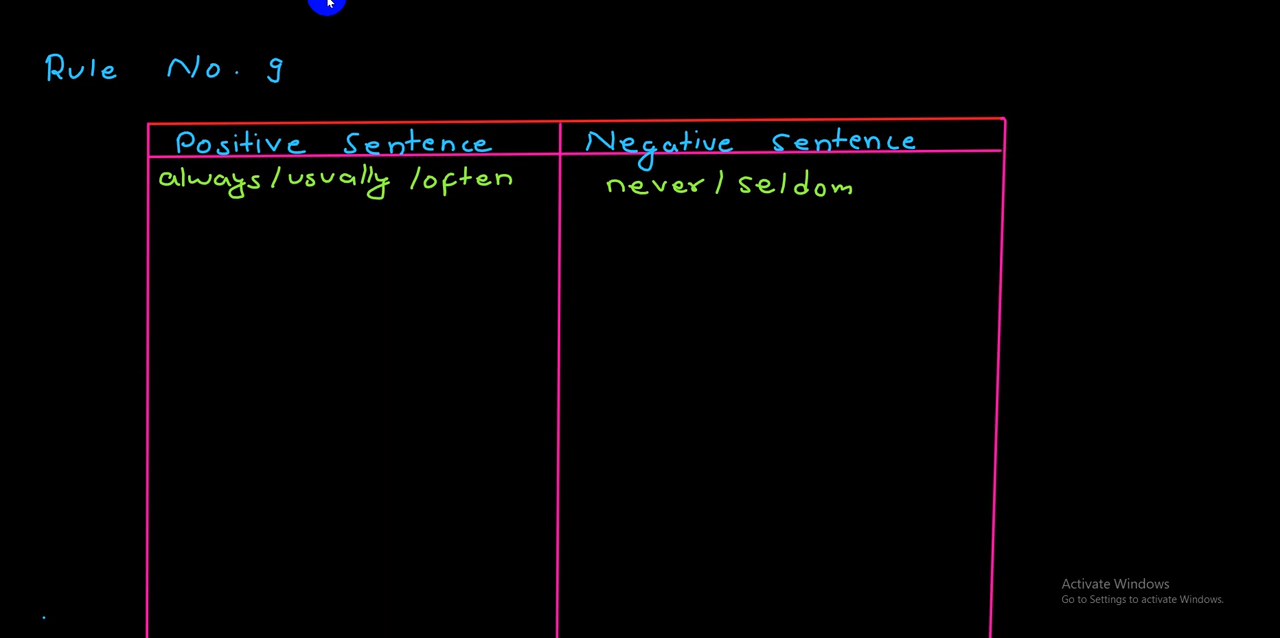 Rule No. 9
Positive Sentence Negative Sentence
always/usually/often never/seldom
Activate Windows
Go to Settings to activate Windows.